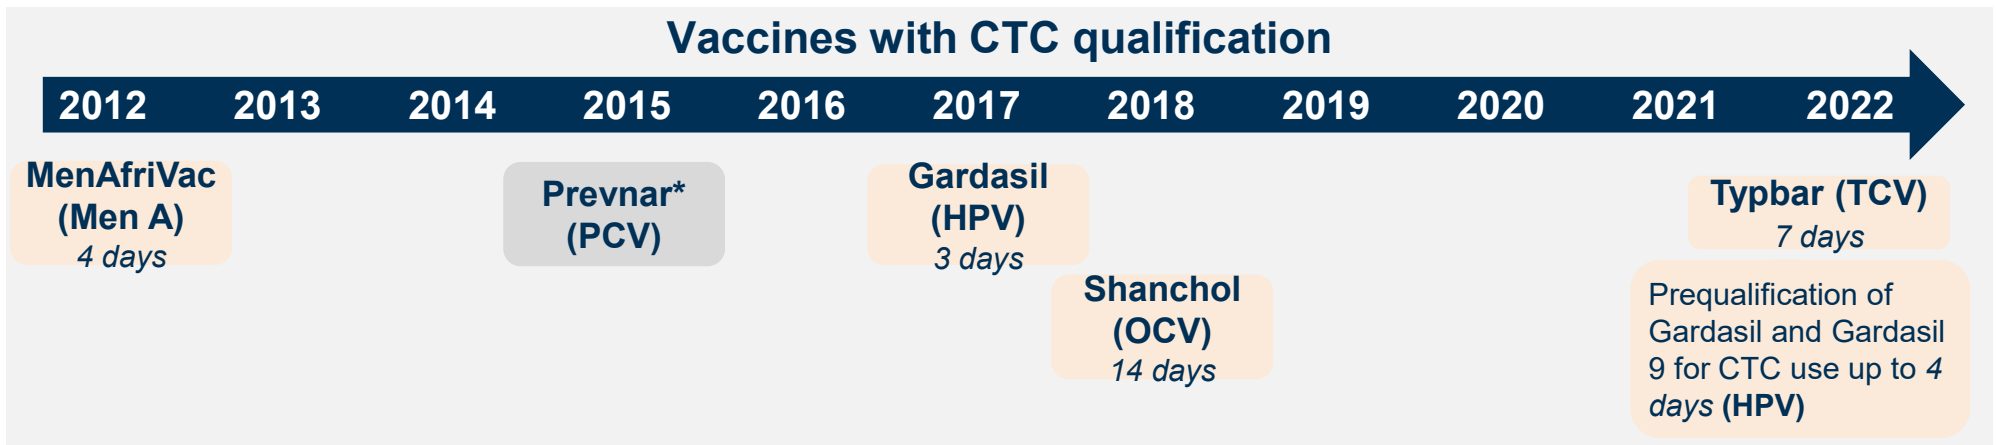 Vaccines with CTC qualification
2012 2013 2014 2015 2016 2017 2018 2019 2020 2021 2022
MenAfriVac
(Men A)
4 days
Prevnar*
(PCV)
Gardasil
(HPV)
3 days
Shanchol
(OCV)
14 days
Typbar (TCV)
7 days
Prequalification of
Gardasil and Gardasil
9 for CTC use up to 4
days (HPV)